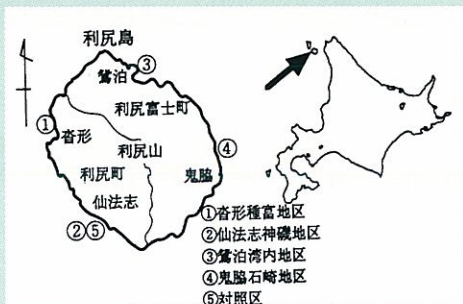 利尻島
鴛泊
③
利尻富士町
①
沓形
利尻山
④
利尻町
鬼脇
仙法志
②⑤
①沓形種富地区
②仙法志神磯地区
③鴛泊湾内地区
④鬼脇石崎地区
⑤対照区